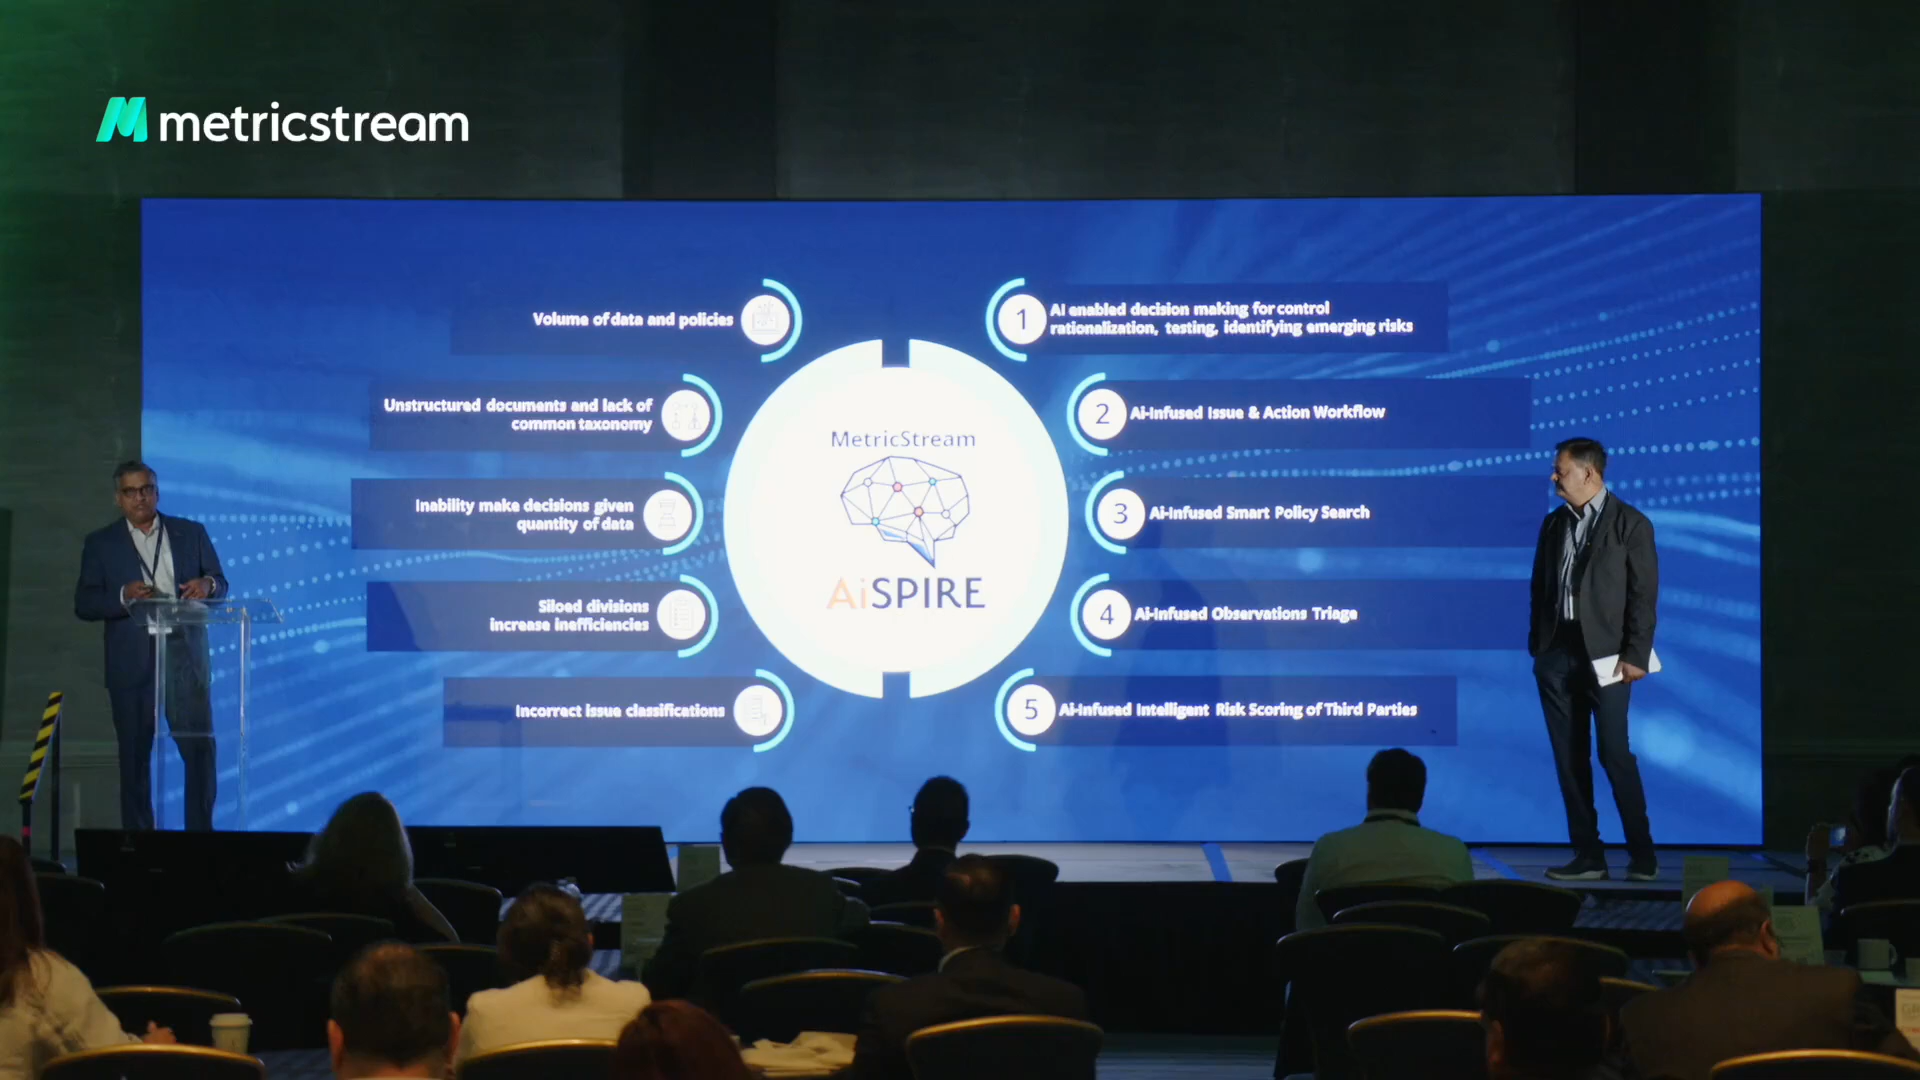 metricstream
Volume of data and policies
Unstructured documents and lack of
common taxonomy
Inability make decisions given
quantity of data
Siloed divisions
increase inefficiencies
Incorrect issue classifications
MetricStream
AiSPIRE
1
AI enabled decision making for control
rationalization, testing, identifying emerging risks
2
Ai-Infused Issue & Action Workflow
3
Ai-Infused Smart Policy Search
4
Ai-Infused Observations Triage
5
Ai-Infused Intelligent Risk Scoring of Third Parties